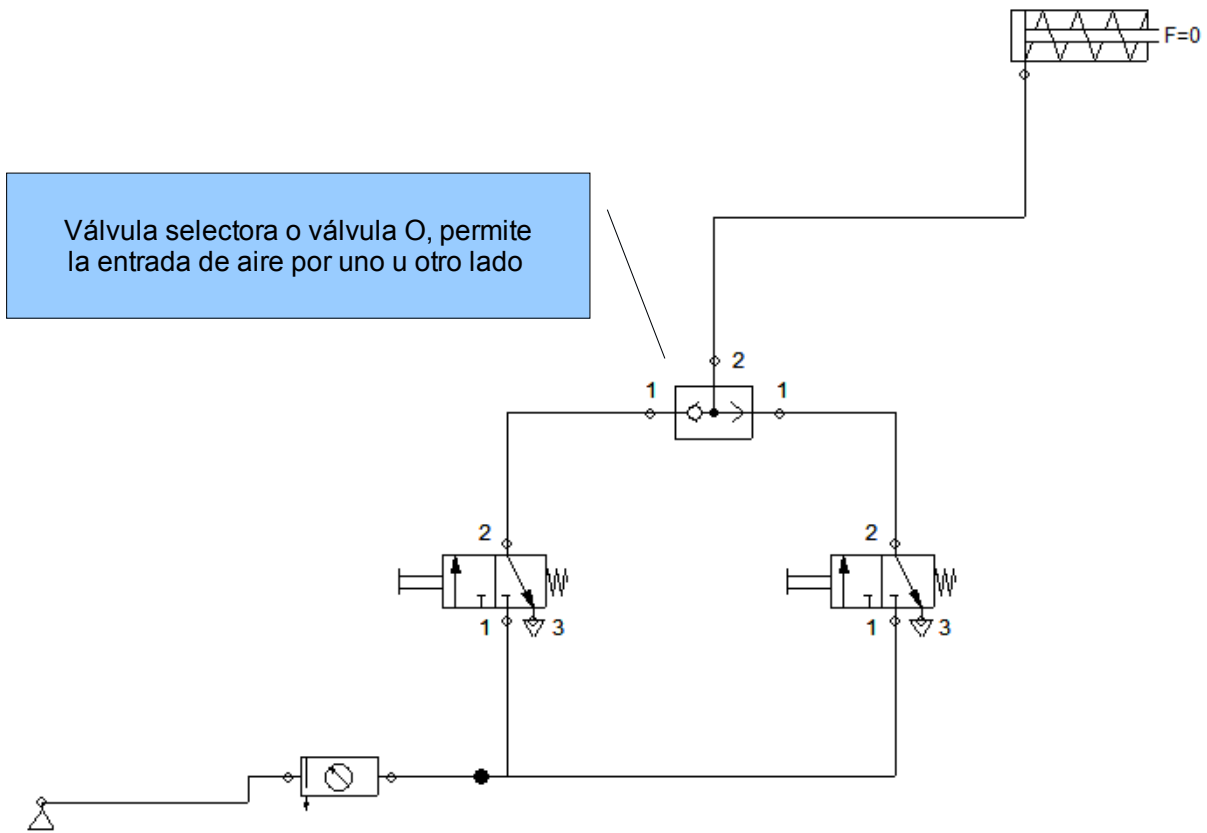 F=0
Válvula selectora o válvula O, permite
la entrada de aire por uno u otro lado
2
1 1
2 2
1 3 1 3